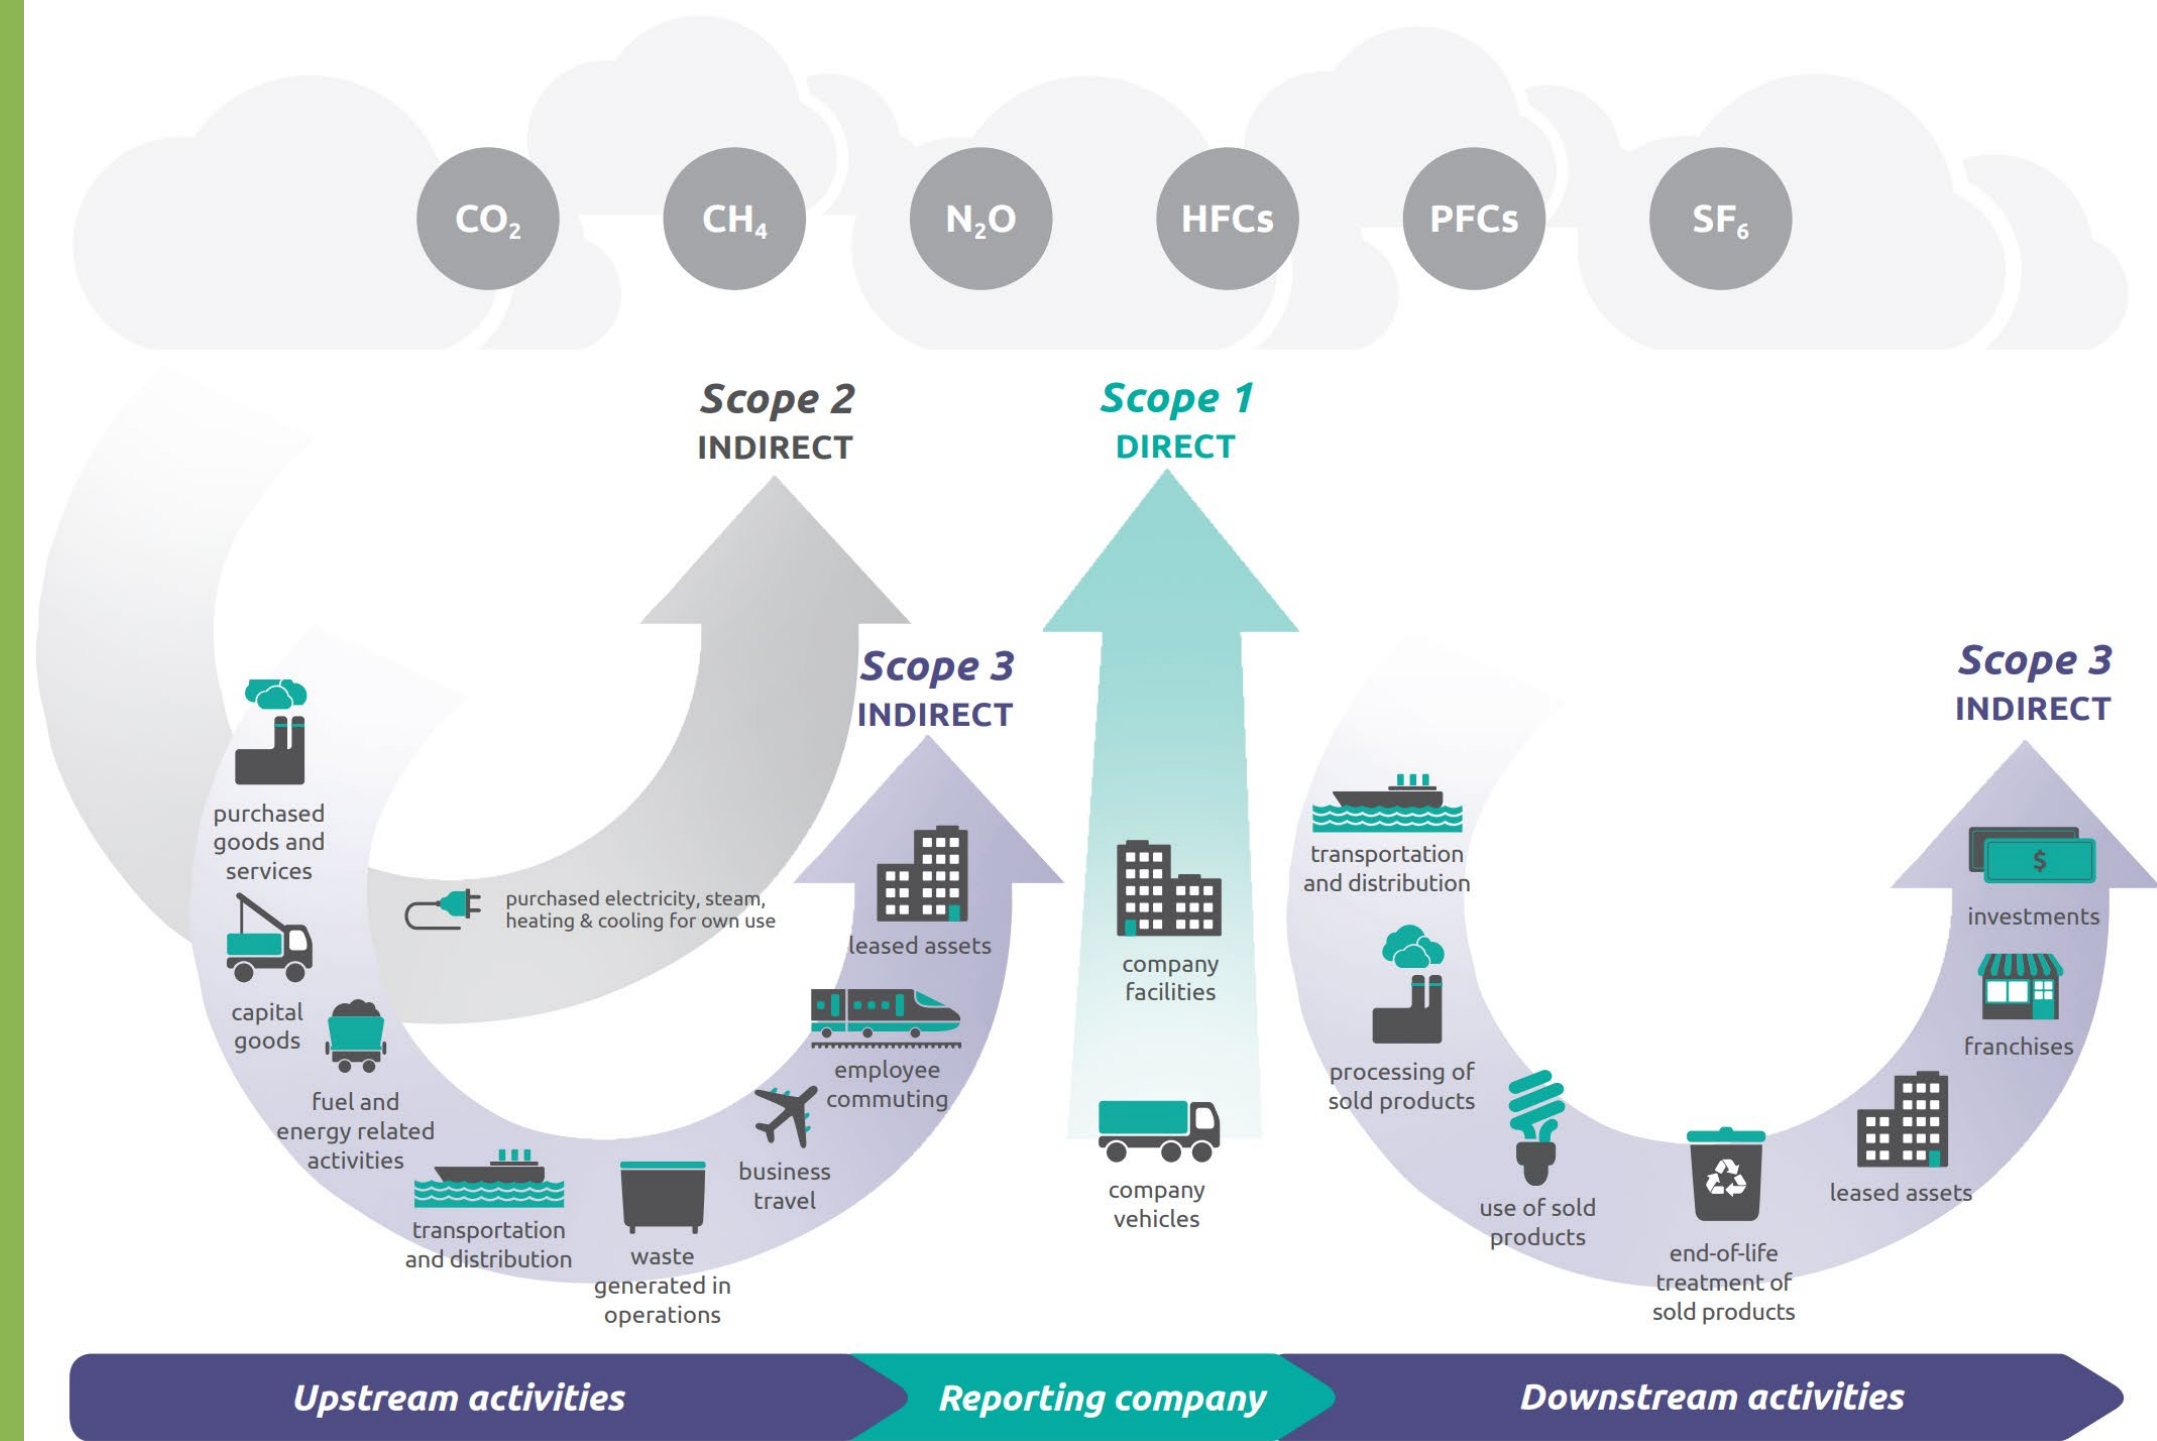 CO₂
CH₄
N₂O
HFCs
PFCs
SF₆
Scope 2
INDIRECT
Scope 1
DIRECT
Scope 3
INDIRECT
Scope 3
INDIRECT
purchased
goods and
services
capital
goods
fuel and
energy related
activities
transportation
and distribution
waste
generated in
operations
business
travel
employee
commuting
leased assets
purchased electricity, steam,
heating & cooling for own use
company
facilities
company
vehicles
transportation
and distribution
processing of
sold products
use of sold
products
end-of-life
treatment of
sold products
leased assets
franchises
investments
$
Upstream activities
Reporting company
Downstream activities